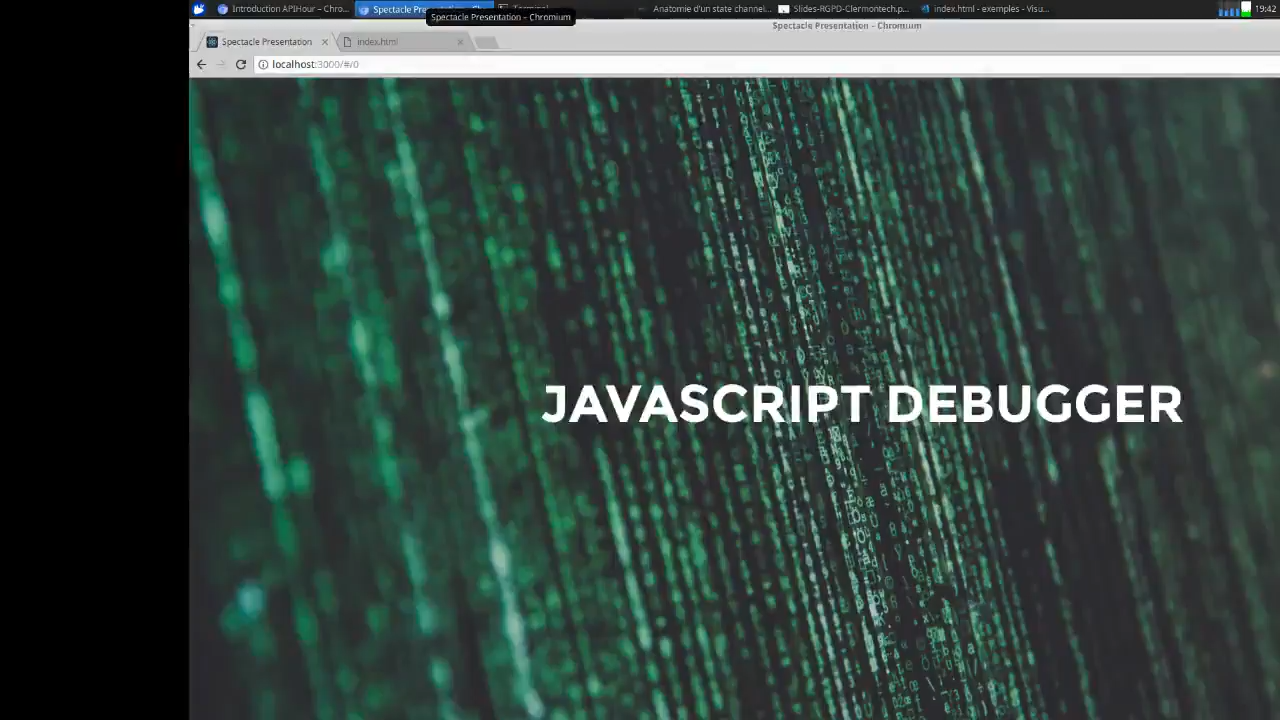 Introduction APIHour – Chro...
Spectacle Presentation - Chromium
Anatomie d'un state channel...
Slides-RGPD-Clermontech.p...
index.html - exemples - Visu...
19:42
Spectacle Presentation - Chromium
Spectacle Presentation
index.html
localhost:3000/#/0
JAVASCRIPT DEBUGGER